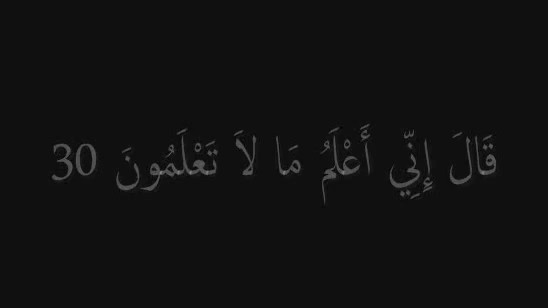 قَالَ إِنِّي أَعْلَمُ مَا لاَ تَعْلَمُونَ 30